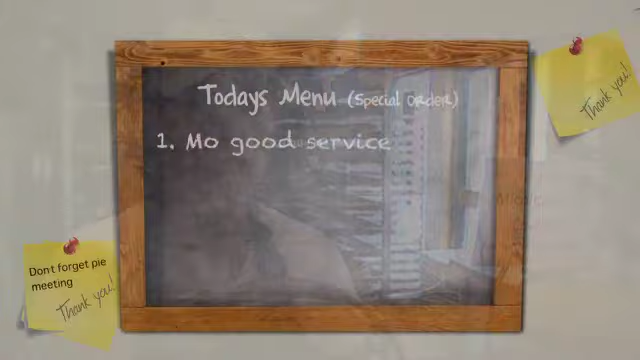 Todays Menu (Special Order)
1. Mo good service
Thank you!
Don't forget pie
meeting
Thank you!